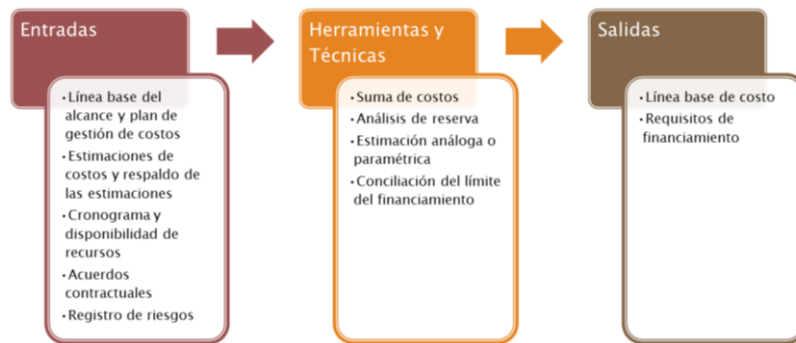 Entradas
• Línea base del
alcance y plan de
gestión de costos
• Estimaciones de
costos y respaldo de
las estimaciones
• Cronograma y
disponibilidad de
recursos
• Acuerdos
contractuales
• Registro de riesgos
Herramientas y
Técnicas
• Suma de costos
• Análisis de reserva
• Estimación análoga o
paramétrica
• Conciliación del límite
del financiamiento
Salidas
• Línea base de costo
• Requisitos de
financiamiento